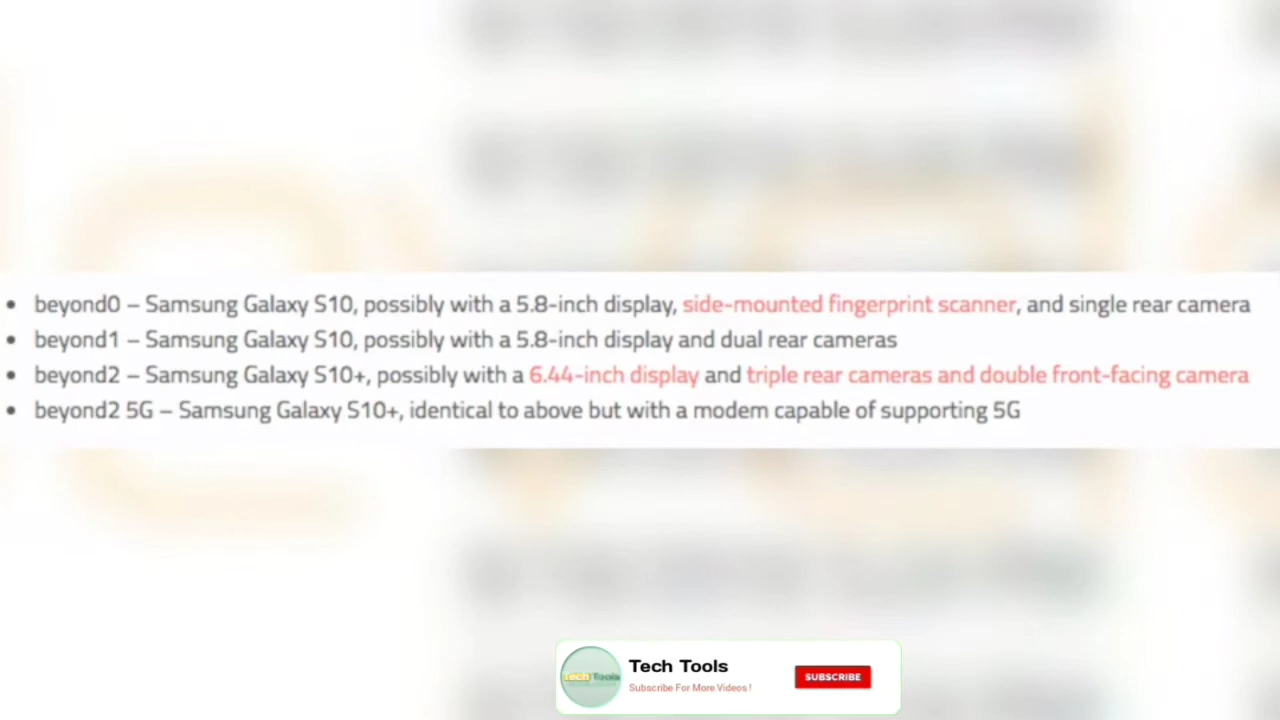 • beyond0 – Samsung Galaxy S10, possibly with a 5.8-inch display, side-mounted fingerprint scanner, and single rear camera
• beyond1 – Samsung Galaxy S10, possibly with a 5.8-inch display and dual rear cameras
• beyond2 – Samsung Galaxy S10+, possibly with a 6.44-inch display and triple rear cameras and double front-facing camera
• beyond2 5G – Samsung Galaxy S10+, identical to above but with a modem capable of supporting 5G
Tech Tools
Tech Tools
Subscribe For More Videos !
SUBSCRIBE